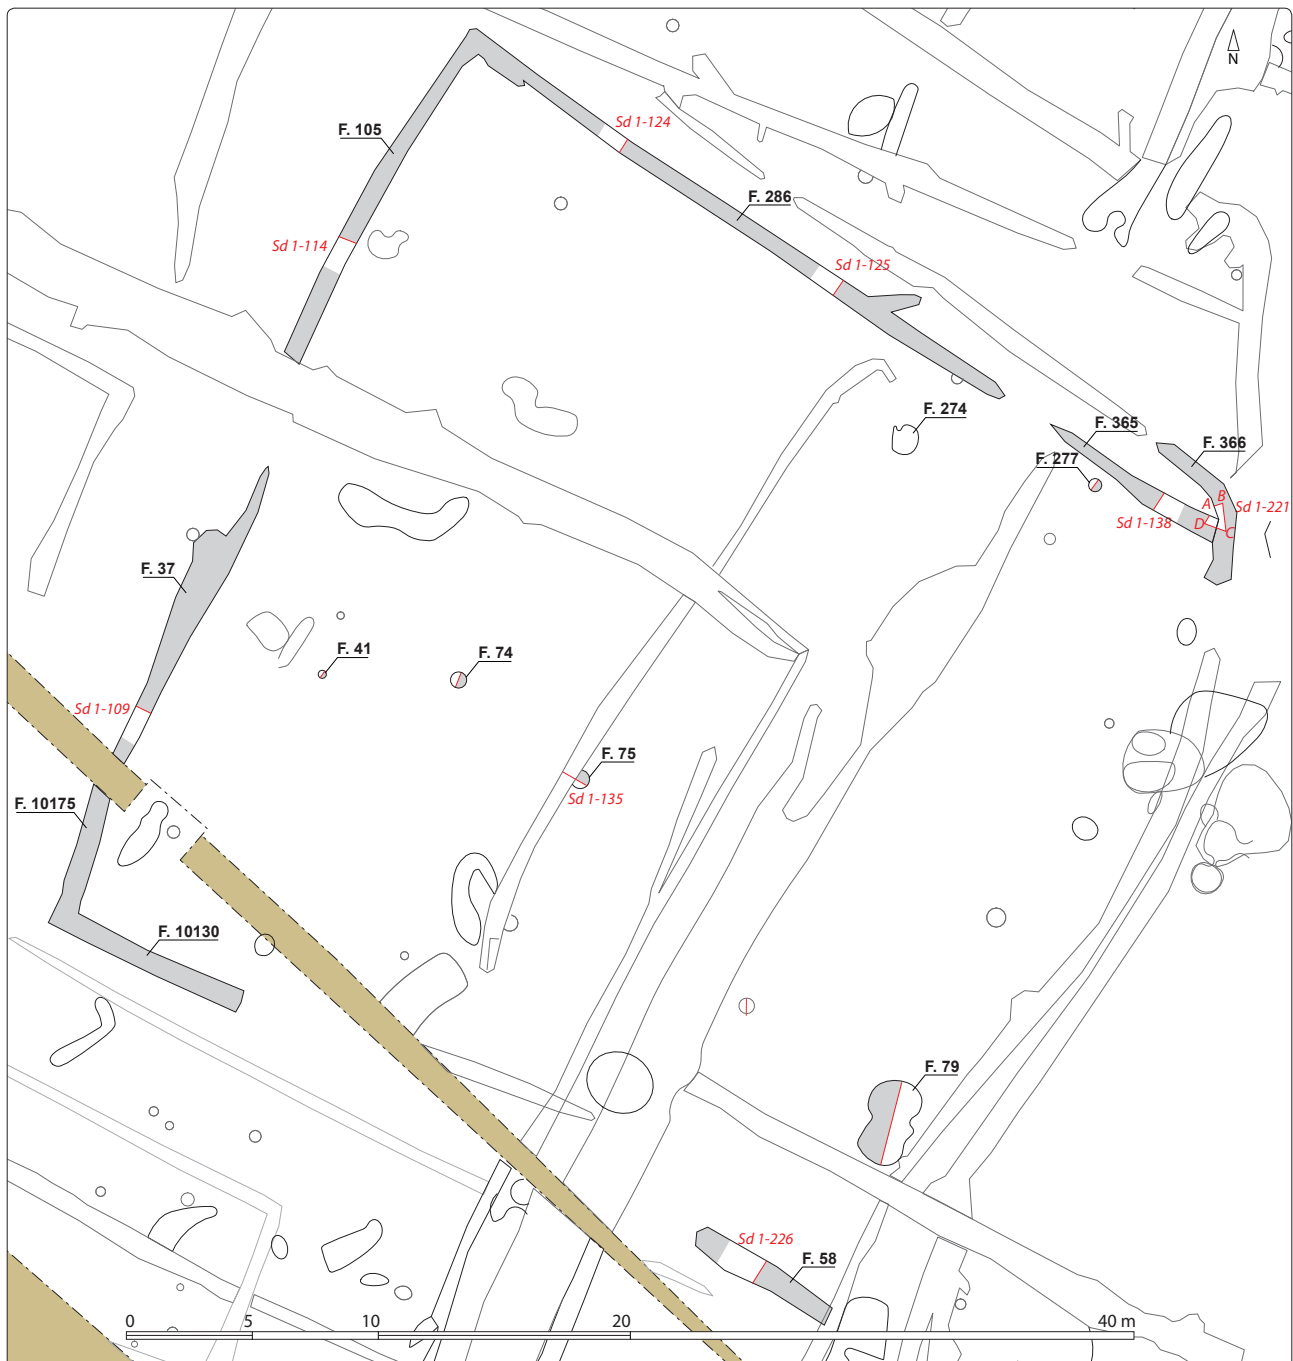 N
Sd 1-124
F. 105
F. 286
Sd 1-114
Sd 1-125
F. 274
F. 365
F. 366
F. 277
A
B
Sd 1-221
Sd 1-138
D
C
F. 37
F. 41
F. 74
Sd 1-109
F. 75
Sd 1-135
F. 10175
F. 10130
F. 79
Sd 1-226
F. 58
0 5 10 20 40 m